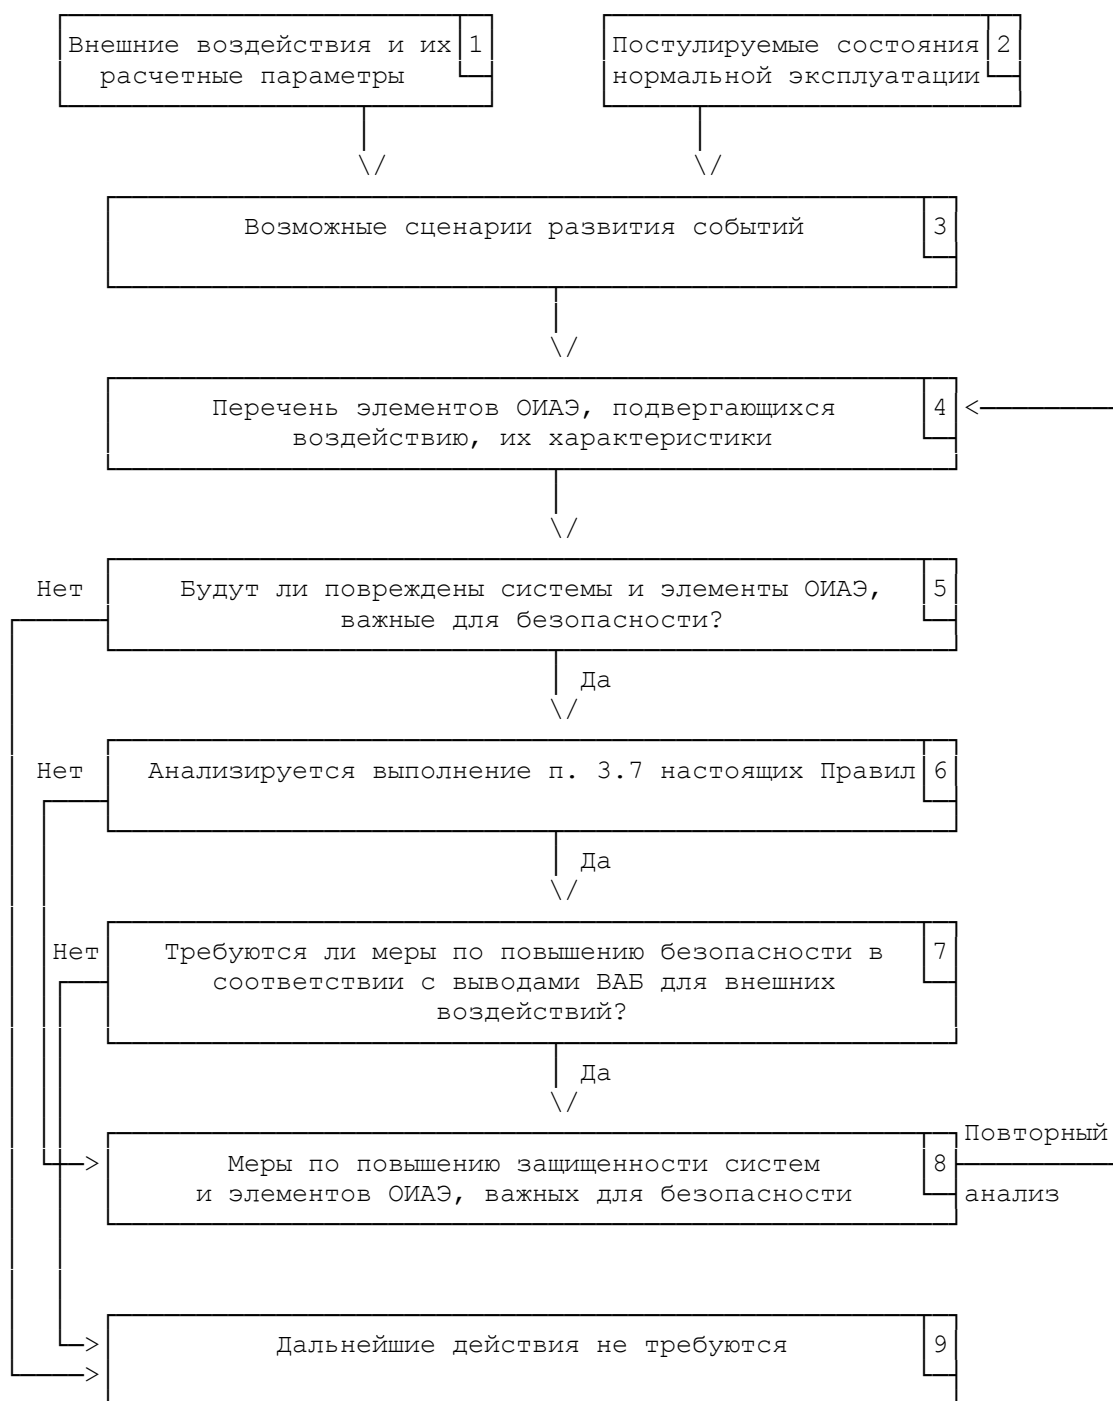 Внешние воздействия и их 1
расчетные параметры
Постулируемые состояния 2
нормальной эксплуатации
Возможные сценарии развития событий 3
Перечень элементов ОИАЭ, подвергающихся 4
воздействию, их характеристики
Нет
Будут ли повреждены системы и элементы ОИАЭ, 5
важные для безопасности?
Да
Нет
Анализируется выполнение п. 3.7 настоящих Правил 6
Да
Нет
Требуются ли меры по повышению безопасности в 7
соответствии с выводами ВАБ для внешних
воздействий?
Да
Меры по повышению защищенности систем 8
и элементов ОИАЭ, важных для безопасности
Повторный
анализ
Дальнейшие действия не требуются 9